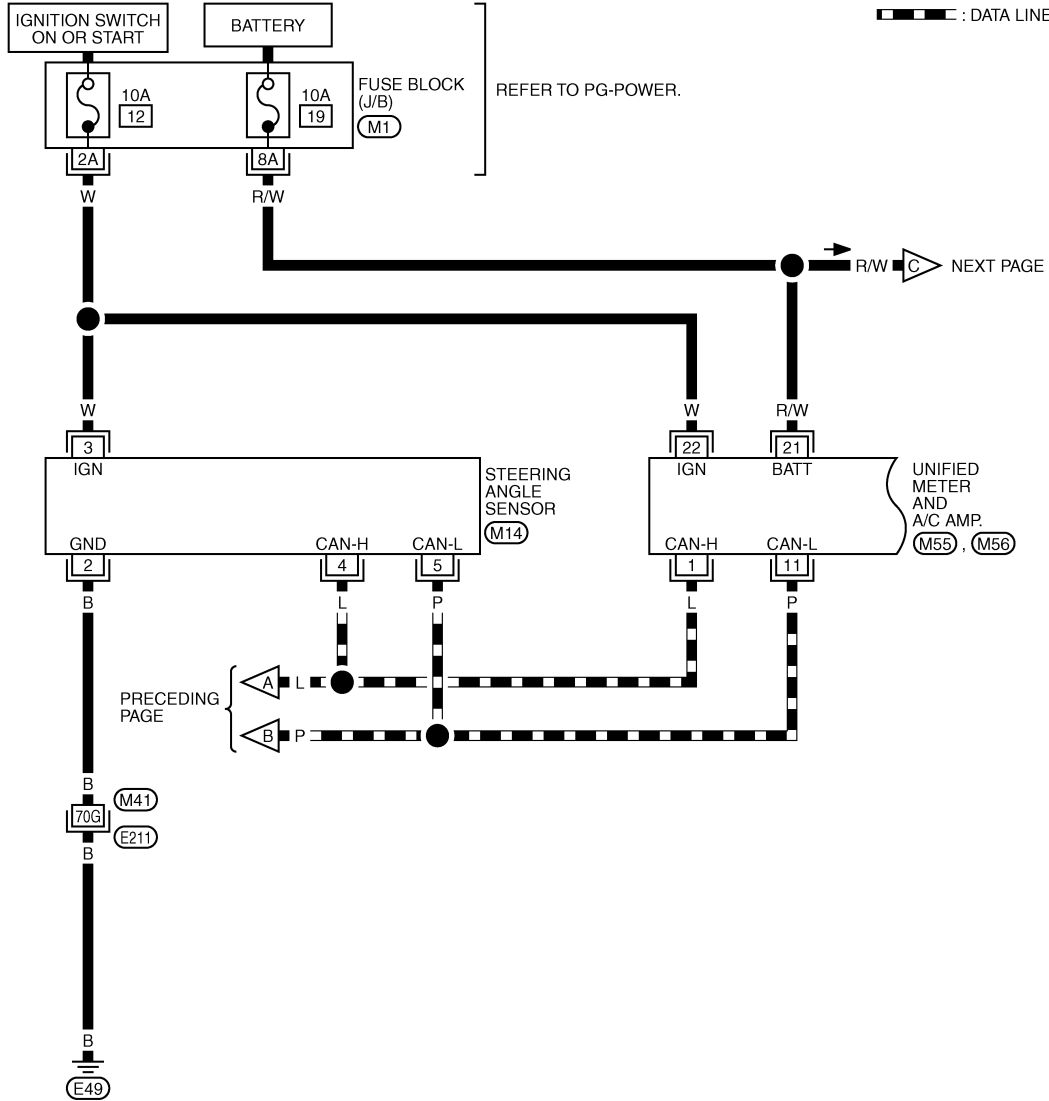 IGNITION SWITCH
ON OR START
BATTERY
: DATA LINE
10A
12
10A
19
FUSE BLOCK
(J/B)
M1
REFER TO PG-POWER.
2A
8A
W
R/W
R/W
C
NEXT PAGE
W
W
R/W
3
22
21
IGN
IGN
BATT
STEERING
ANGLE
SENSOR
M14
UNIFIED
METER
AND
A/C AMP.
M55 , M56
GND
CAN-H
CAN-L
CAN-H
CAN-L
2
4
5
1
11
B
L
P
L
P
PRECEDING
PAGE
A
L
B
P
B
M41
70G
E211
B
B
E49